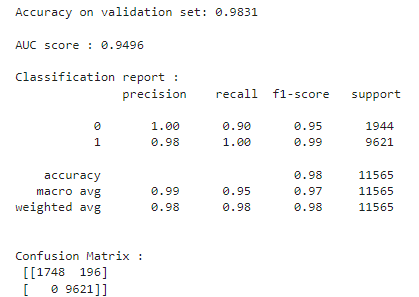 Accuracy on validation set: 0.9831
AUC score : 0.9496
Classification report :
precision recall f1-score support
0 1.00 0.90 0.95 1944
1 0.98 1.00 0.99 9621
accuracy 0.98 11565
macro avg 0.99 0.95 0.97 11565
weighted avg 0.98 0.98 0.98 11565
Confusion Matrix :
[[1748 196]
[ 0 9621]]